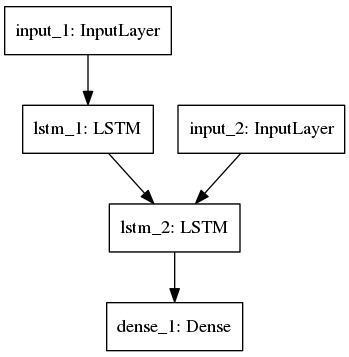 input_1: InputLayer
lstm_1: LSTM
input_2: InputLayer
lstm_2: LSTM
dense_1: Dense